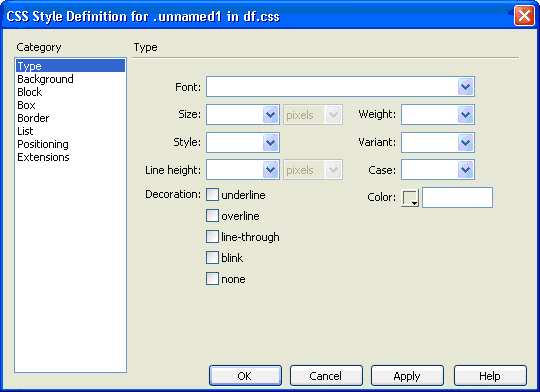 CSS Style Definition for .unnamed1 in df.css
Category
Type
Background
Block
Box
Border
List
Positioning
Extensions
Type
Font:
Size: pixels Weight:
Style: Variant:
Line height: pixels Case:
Decoration: underline Color:
overline
line-through
blink
none
OK Cancel Apply Help